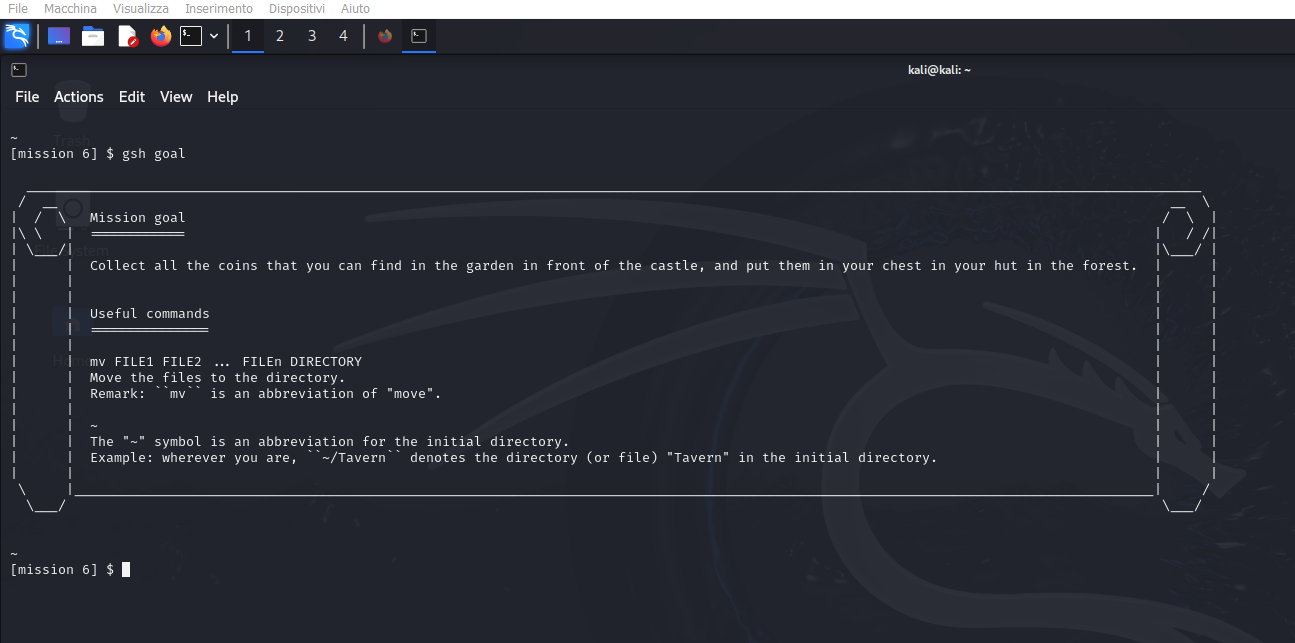 File Macchina Visualizza Inserimento Dispositivi Aiuto
1 2 3 4
kali@kali: ~
File Actions Edit View Help
~
Trash
[mission 6] $ gsh goal
Mission goal
File System
Collect all the coins that you can find in the garden in front of the castle, and put them in your chest in your hut in the forest.
Useful commands
Home
mv FILE1 FILE2 ... FILEn DIRECTORY
Move the files to the directory.
Remark: ``mv`` is an abbreviation of "move".
~
The "~" symbol is an abbreviation for the initial directory.
Example: wherever you are, ``~/Tavern`` denotes the directory (or file) "Tavern" in the initial directory.
~
[mission 6] $